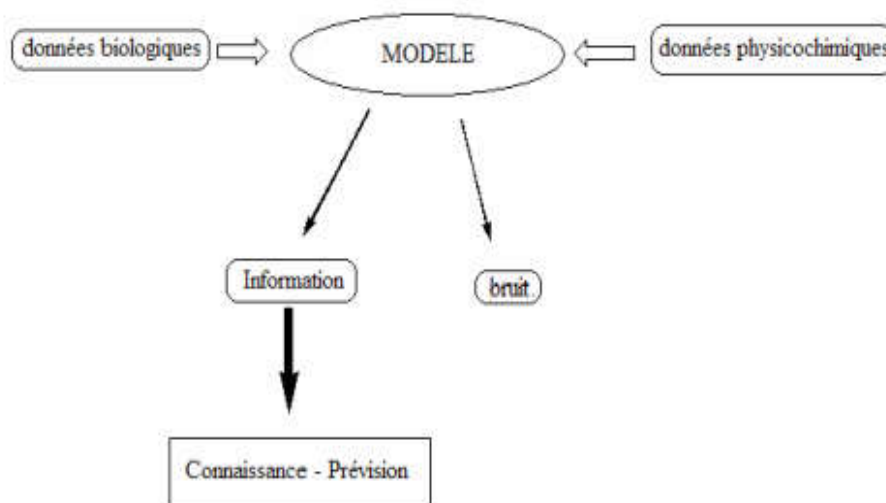 données biologiques
MODELE
données physicochimiques
Information
bruit
Connaissance - Prévision